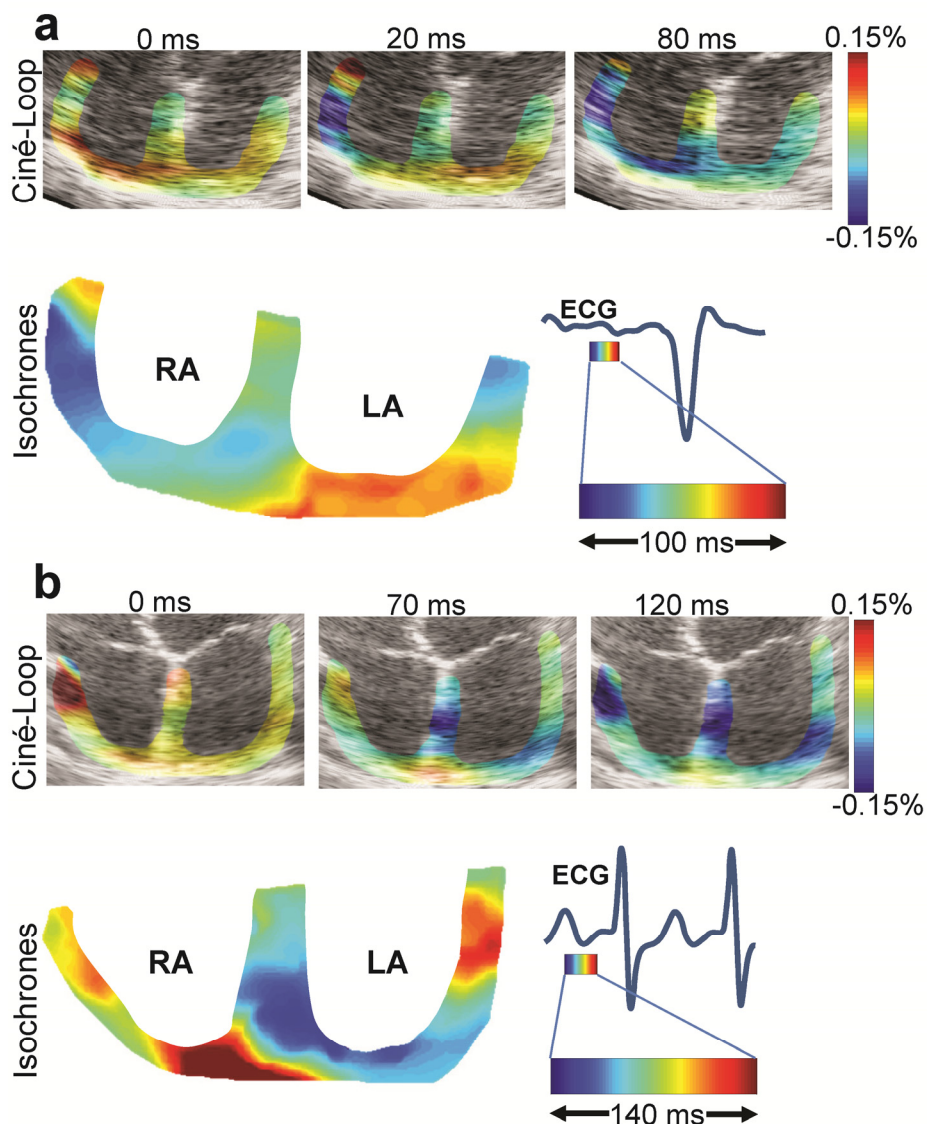 a
0 ms
20 ms
80 ms
0.15%
Ciné-Loop
-0.15%
Isochrones
RA
LA
ECG
100 ms
b
0 ms
70 ms
120 ms
0.15%
Ciné-Loop
-0.15%
Isochrones
RA
LA
ECG
140 ms